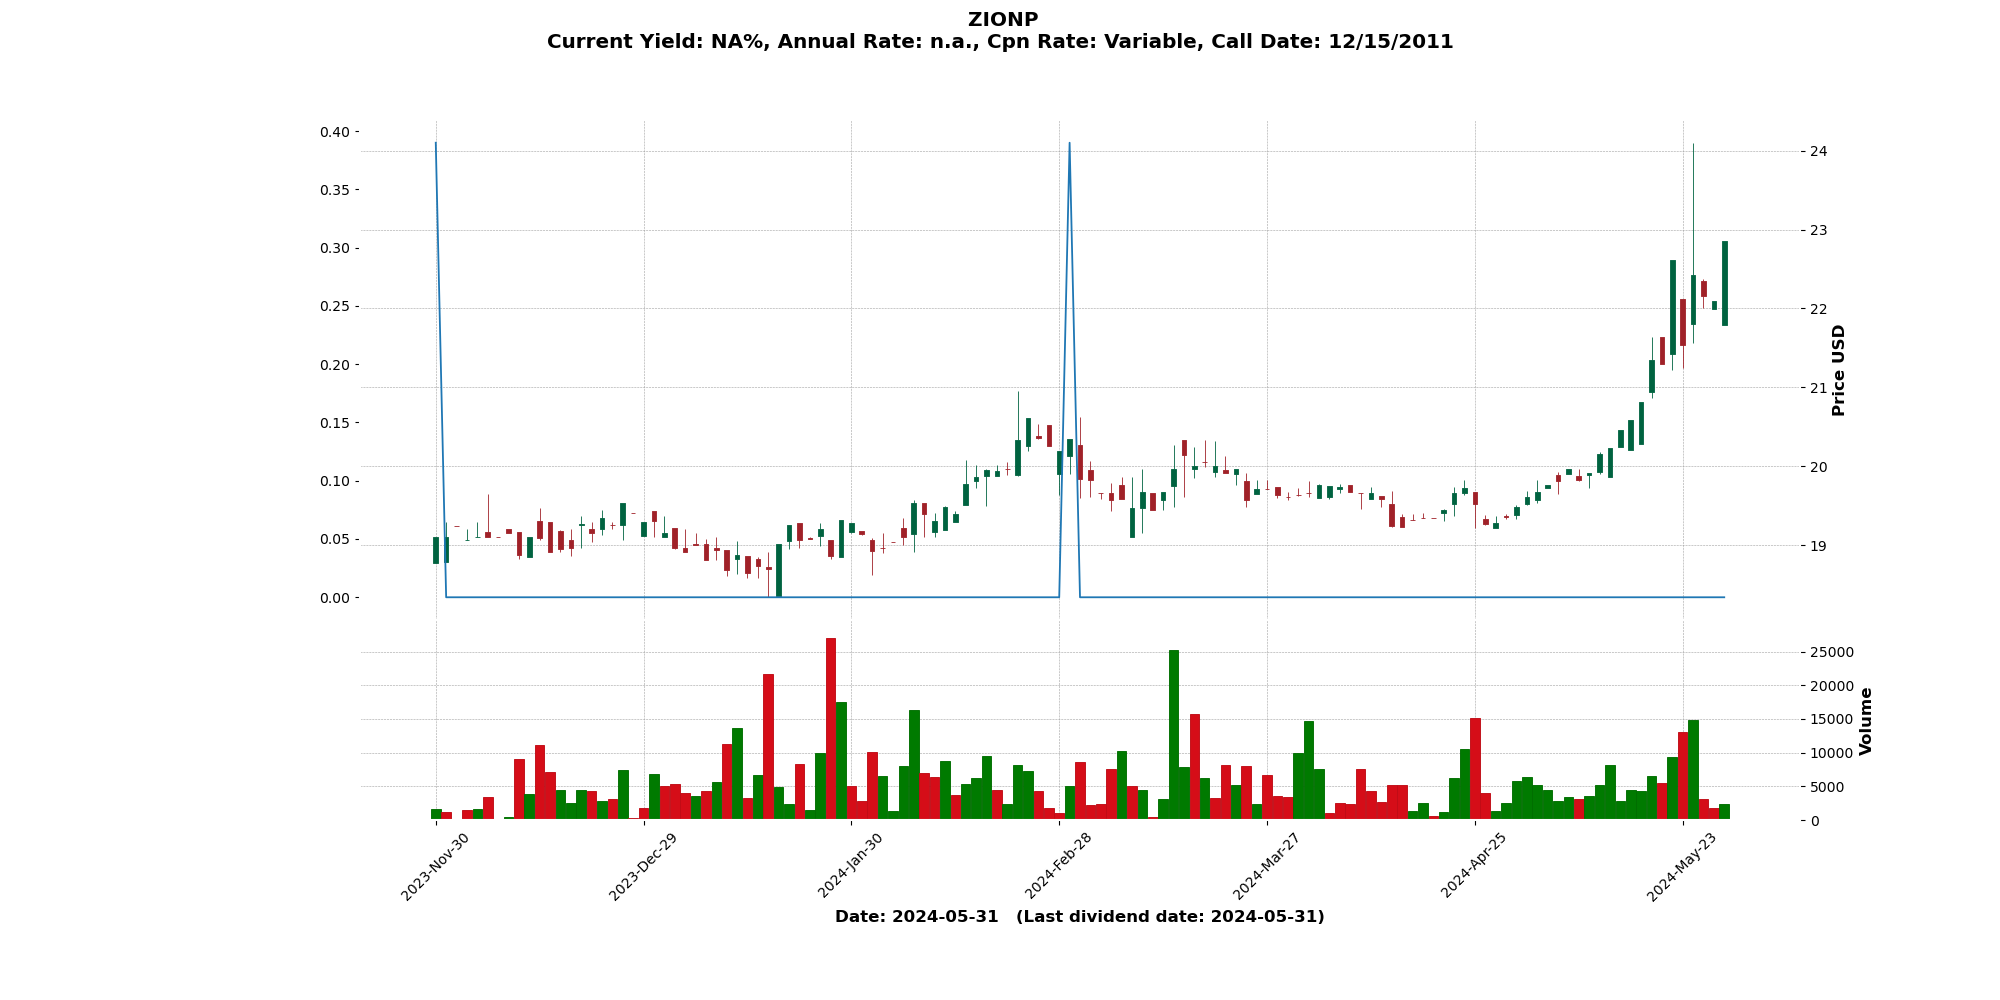 ZIONP
Current Yield: NA%, Annual Rate: n.a., Cpn Rate: Variable, Call Date: 12/15/2011
0.40
0.35
0.30
0.25
0.20
0.15
0.10
0.05
0.00
24
23
22
21
20
19
Price USD
25000
20000
15000
10000
5000
0
Volume
2023-Nov-30
2023-Dec-29
2024-Jan-30
2024-Feb-28
2024-Mar-27
2024-Apr-25
2024-May-23
Date: 2024-05-31   (Last dividend date: 2024-05-31)